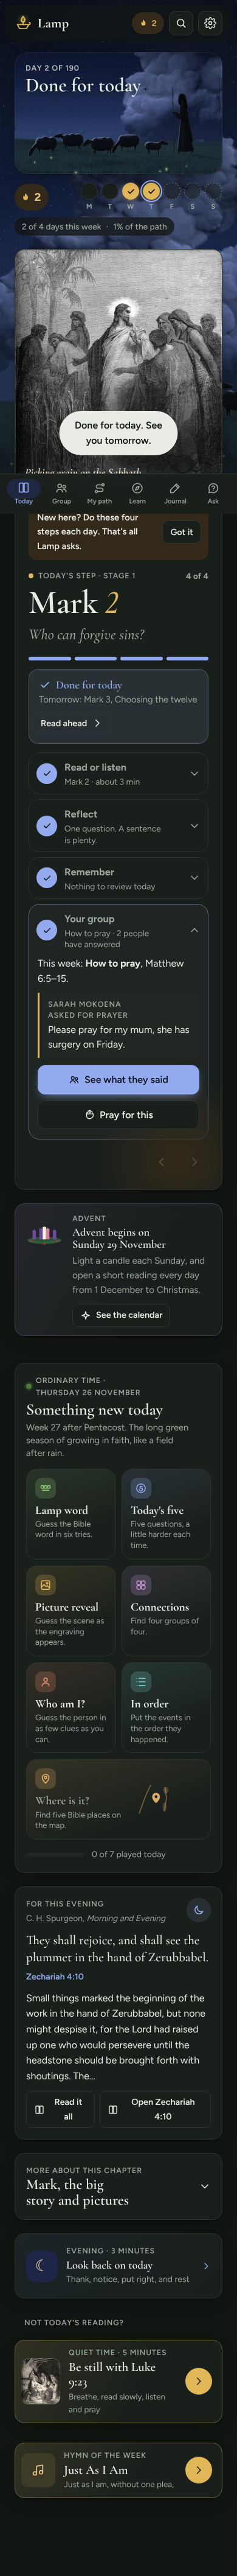 Lamp
2
DAY 2 OF 190
Done for today
2
M T W T F S S
2 of 4 days this week · 1% of the path
Done for today. See
you tomorrow.
Today Group My path Learn Journal Ask
New here? Do these four
steps each day. That's all
Lamp asks.
Got it
TODAY'S STEP · STAGE 1
4 of 4
Mark 2
Who can forgive sins?
Done for today
Tomorrow: Mark 3, Choosing the twelve
Read ahead
Read or listen
Mark 2 · about 3 min
Reflect
One question. A sentence
is plenty.
Remember
Nothing to review today
Your group
How to pray · 2 people
have answered
This week: How to pray, Matthew
6:5–15.
SARAH MOKOENA
ASKED FOR PRAYER
Please pray for my mum, she has
surgery on Friday.
See what they said
Pray for this
ADVENT
Advent begins on
Sunday 29 November
Light a candle each Sunday, and
open a short reading every day
from 1 December to Christmas.
See the calendar
ORDINARY TIME ·
THURSDAY 26 NOVEMBER
Something new today
Week 27 after Pentecost. The long green
season of growing in faith, like a field
after rain.
Lamp word
Guess the Bible
word in six tries.
Today's five
Five questions, a
little harder each
time.
Picture reveal
Guess the scene as
the engraving
appears.
Connections
Find four groups of
four.
Who am I?
Guess the person in
as few clues as you
can.
In order
Put the events in
the order they
happened.
Where is it?
Find five Bible places on
the map.
0 of 7 played today
FOR THIS EVENING
C. H. Spurgeon, Morning and Evening
They shall rejoice, and shall see the
plummet in the hand of Zerubbabel.
Zechariah 4:10
Small things marked the beginning of the
work in the hand of Zerubbabel, but none
might despise it, for the Lord had raised
up one who would persevere until the
headstone should be brought forth with
shoutings. The…
Read it
all
Open Zechariah
4:10
MORE ABOUT THIS CHAPTER
Mark, the big
story and pictures
EVENING · 3 MINUTES
Look back on today
Thank, notice, put right, and rest
NOT TODAY'S READING?
QUIET TIME · 5 MINUTES
Be still with Luke
9:23
Breathe, read slowly, listen
and pray
HYMN OF THE WEEK
Just As I Am
Just as I am, without one plea,